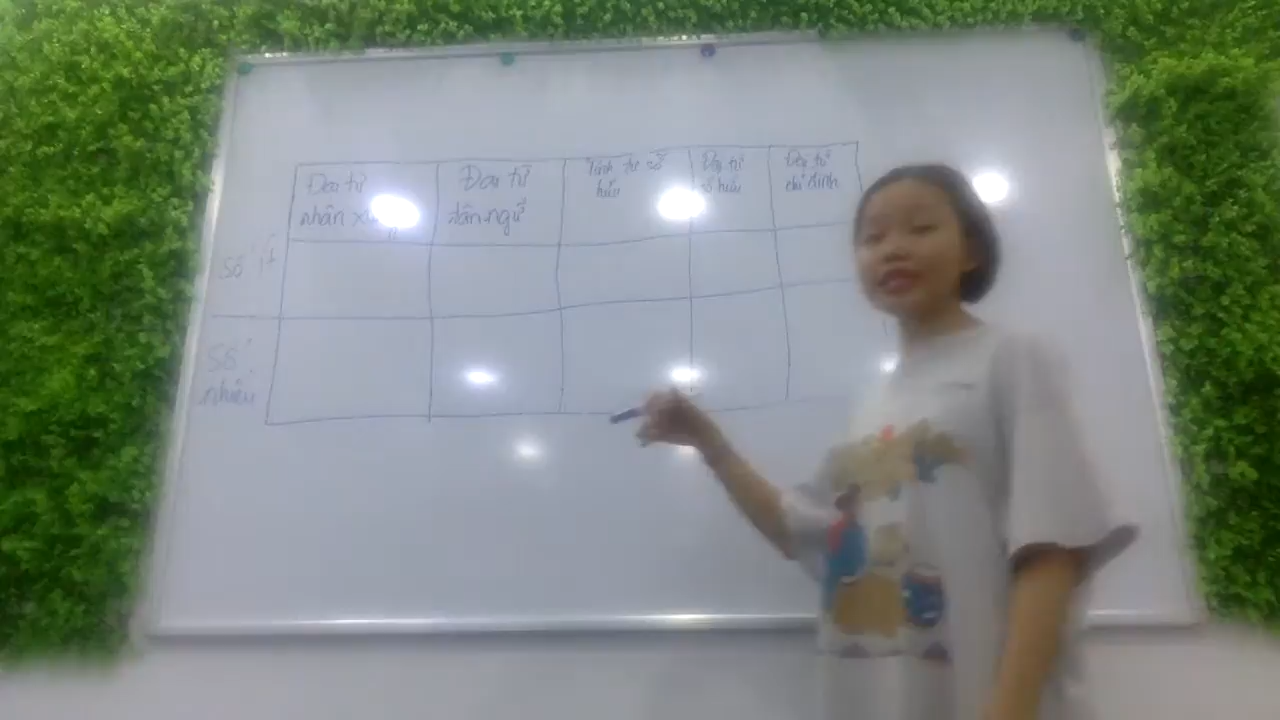 Đại từ
nhân xưng
Đại từ
tân ngữ
Tính từ sở
hữu
Đại từ
sở hữu
Đại từ
chỉ định
Số ít
Số
nhiều